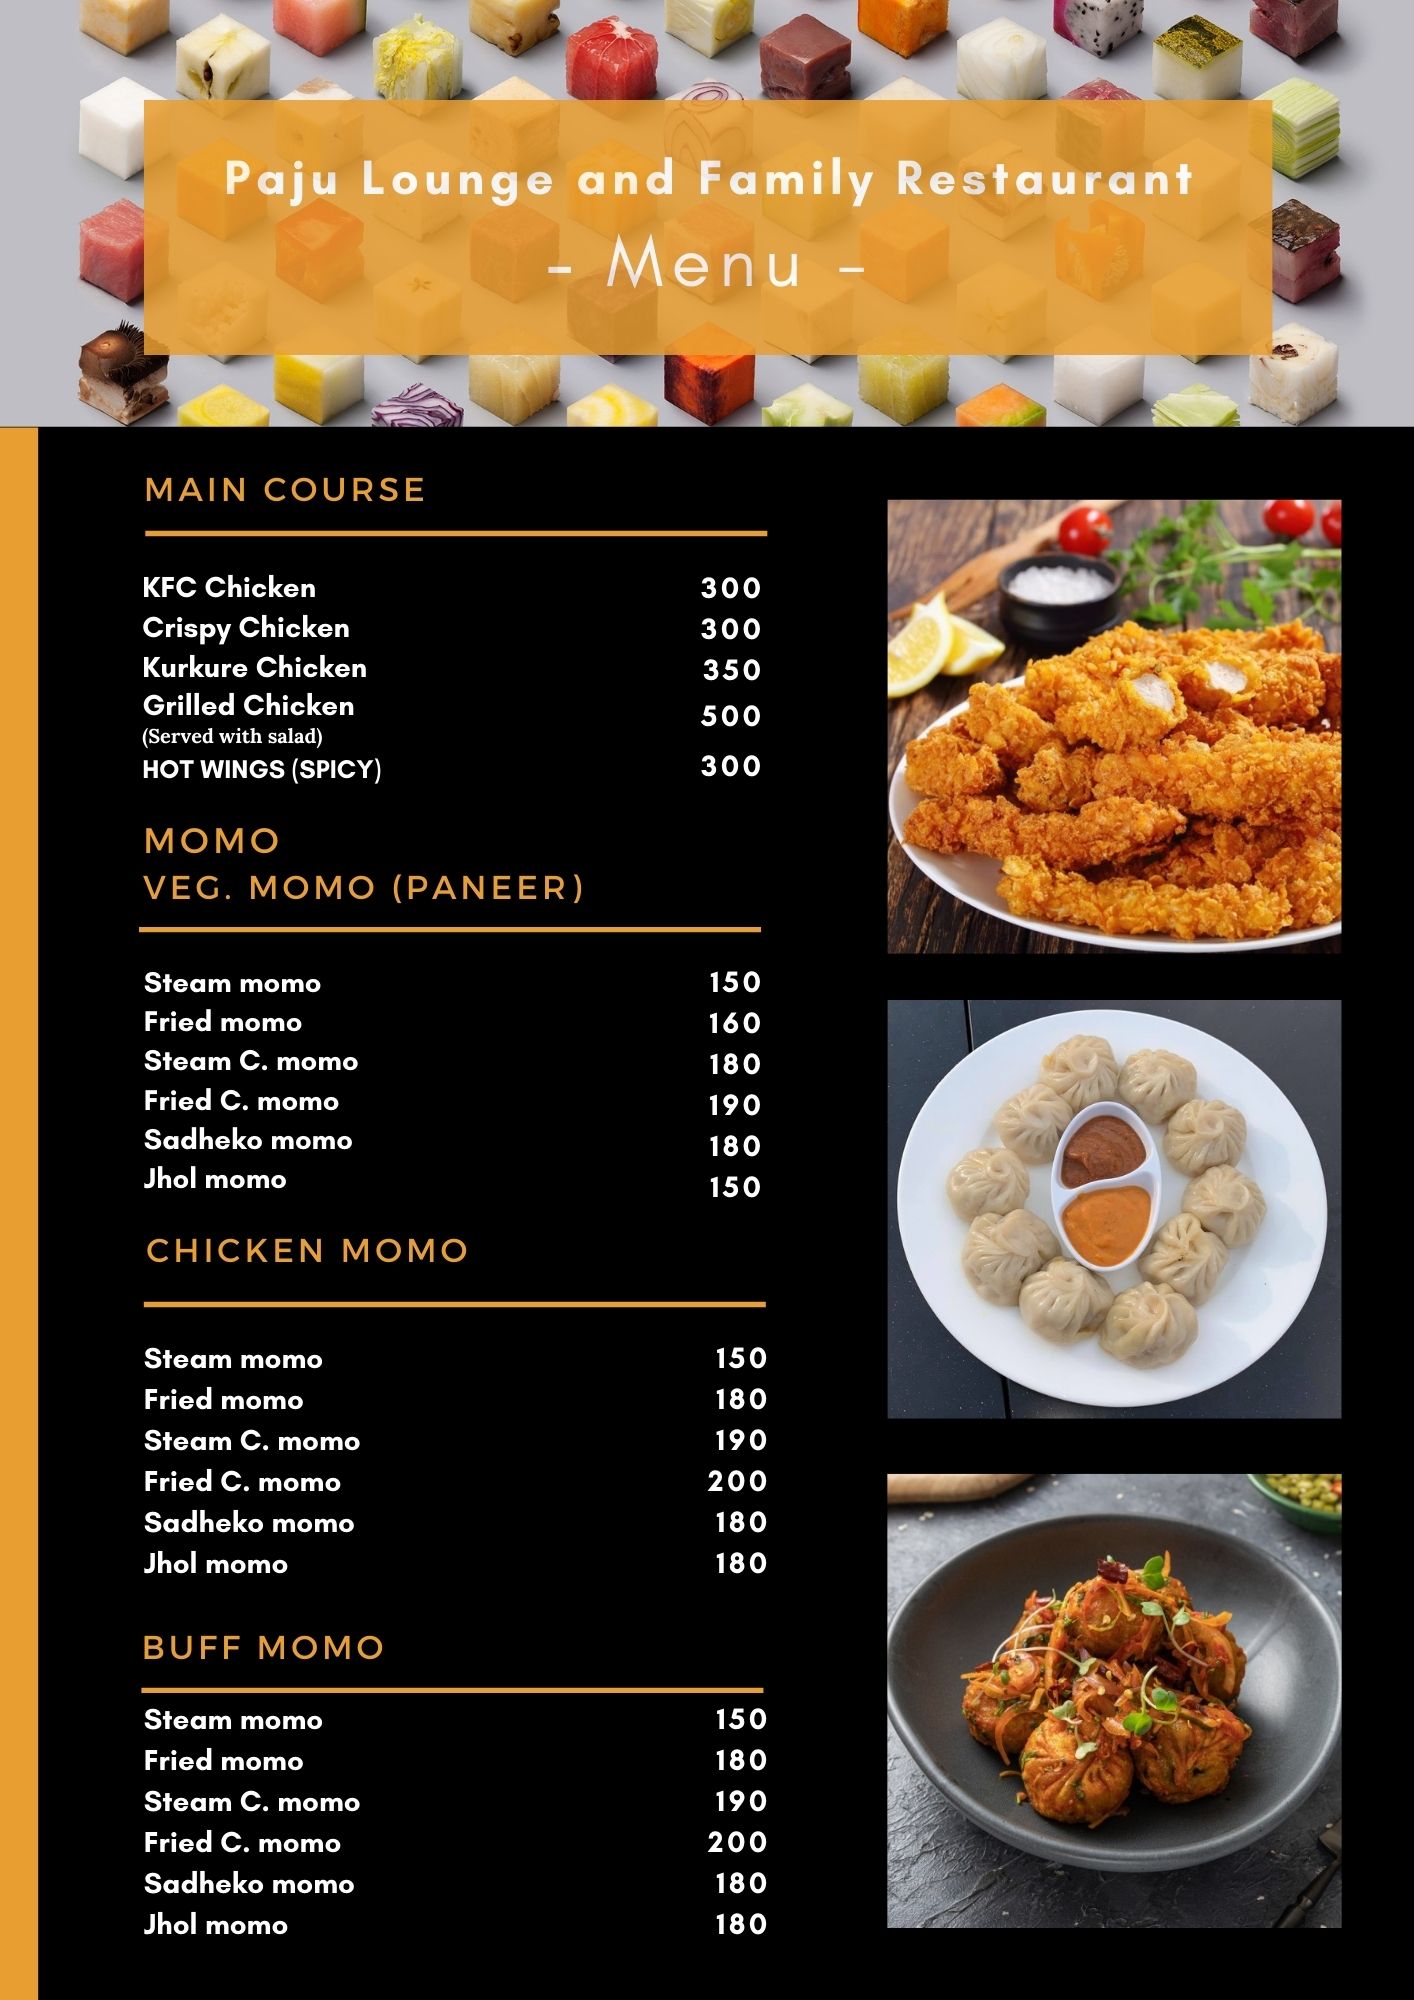 Paju Lounge and Family Restaurant
- Menu -
MAIN COURSE
KFC Chicken 300
Crispy Chicken 300
Kurkure Chicken 350
Grilled Chicken 500
(Served with salad)
HOT WINGS (SPICY) 300
MOMO
VEG. MOMO (PANEER)
Steam momo 150
Fried momo 160
Steam C. momo 180
Fried C. momo 190
Sadheko momo 180
Jhol momo 150
CHICKEN MOMO
Steam momo 150
Fried momo 180
Steam C. momo 190
Fried C. momo 200
Sadheko momo 180
Jhol momo 180
BUFF MOMO
Steam momo 150
Fried momo 180
Steam C. momo 190
Fried C. momo 200
Sadheko momo 180
Jhol momo 180